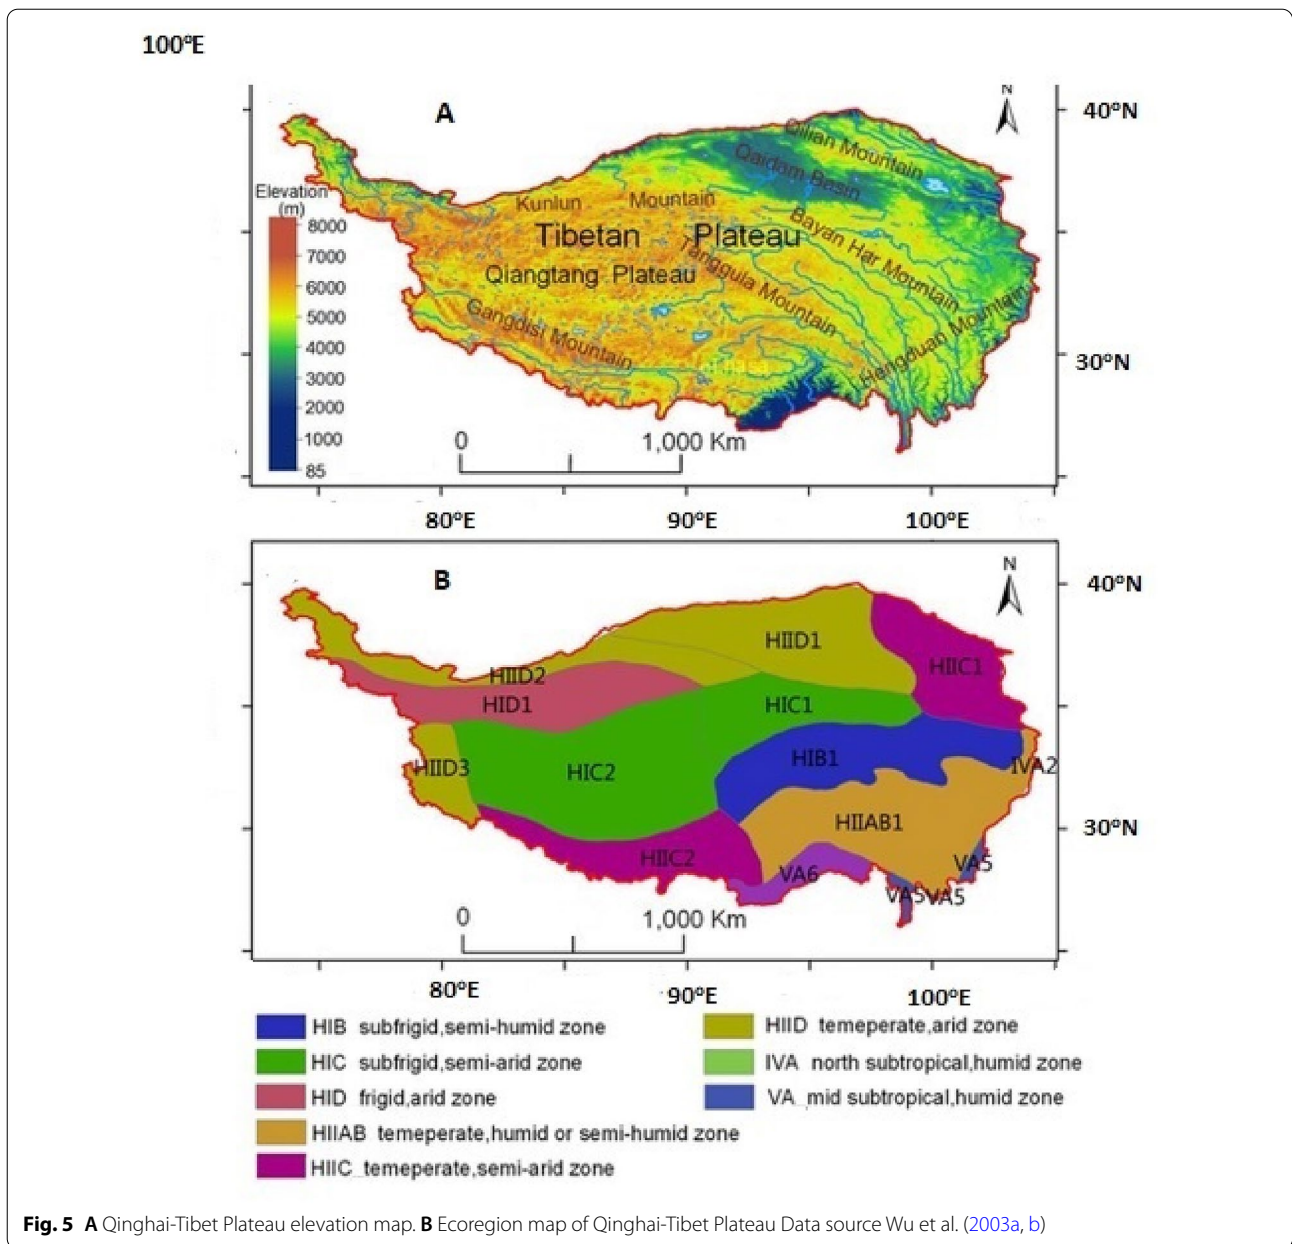 100°E
A
N
40°N
Qilian Mountain
Qaidam Basin
Elevation
(m)
Kunlun Mountain
8000
Bayan Har Mountain
Tibetan Plateau
7000
Tanggula Mountain
Qiangtang Plateau
6000
5000
Gangdisi Mountain
Hengduan Mountain
4000
30°N
3000
2000
0 1,000 Km
1000
85
80°E 90°E 100°E
B
N
40°N
HIID1
HIIC1
HIID2
HID1
HIC1
HIB1
HIID3
HIC2
IVA2
HIIAB1
30°N
HIIC2
VA5
VA6
VA5VA5
0 1,000 Km
80°E 90°E 100°E
HIB subfrigid,semi-humid zone
HIC subfrigid,semi-arid zone
HID frigid,arid zone
HIIAB temeperate,humid or semi-humid zone
HIIC temeperate,semi-arid zone
HIID temeperate,arid zone
IVA north subtropical,humid zone
VA mid subtropical,humid zone
Fig. 5 A Qinghai-Tibet Plateau elevation map. B Ecoregion map of Qinghai-Tibet Plateau Data source Wu et al. (2003a, b)